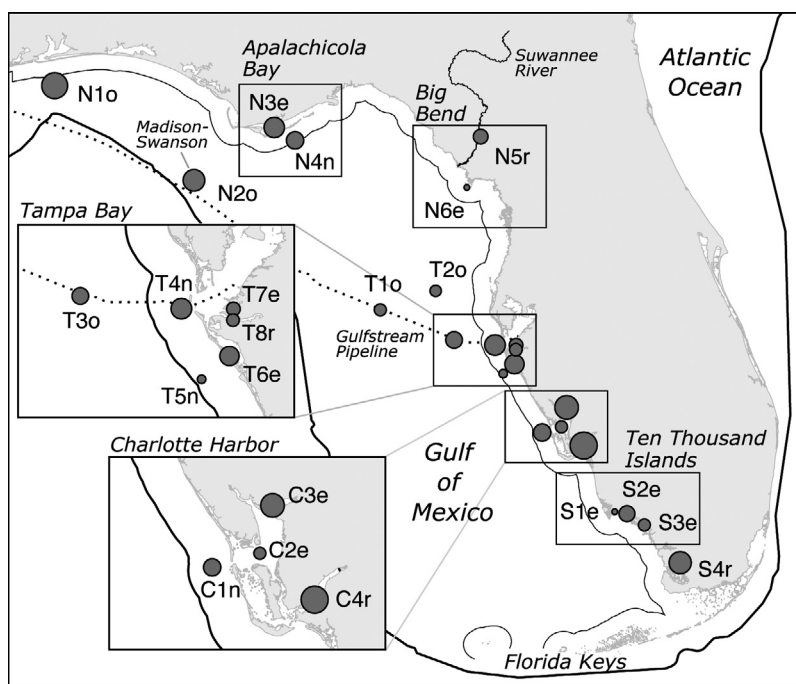 Apalachicola
Bay
Suwannee
River
Atlantic
Ocean
N1o
N3e
Big
Bend
Madison-
Swanson
N4n
N5r
N2o
N6e
Tampa Bay
T4n
T7e
T3o
T8r
T6e
T5n
T1o
T2o
Gulfstream
Pipeline
Charlotte Harbor
C3e
C2e
C1n
C4r
Gulf
of
Mexico
Ten Thousand
Islands
S1e
S2e
S3e
S4r
Florida Keys